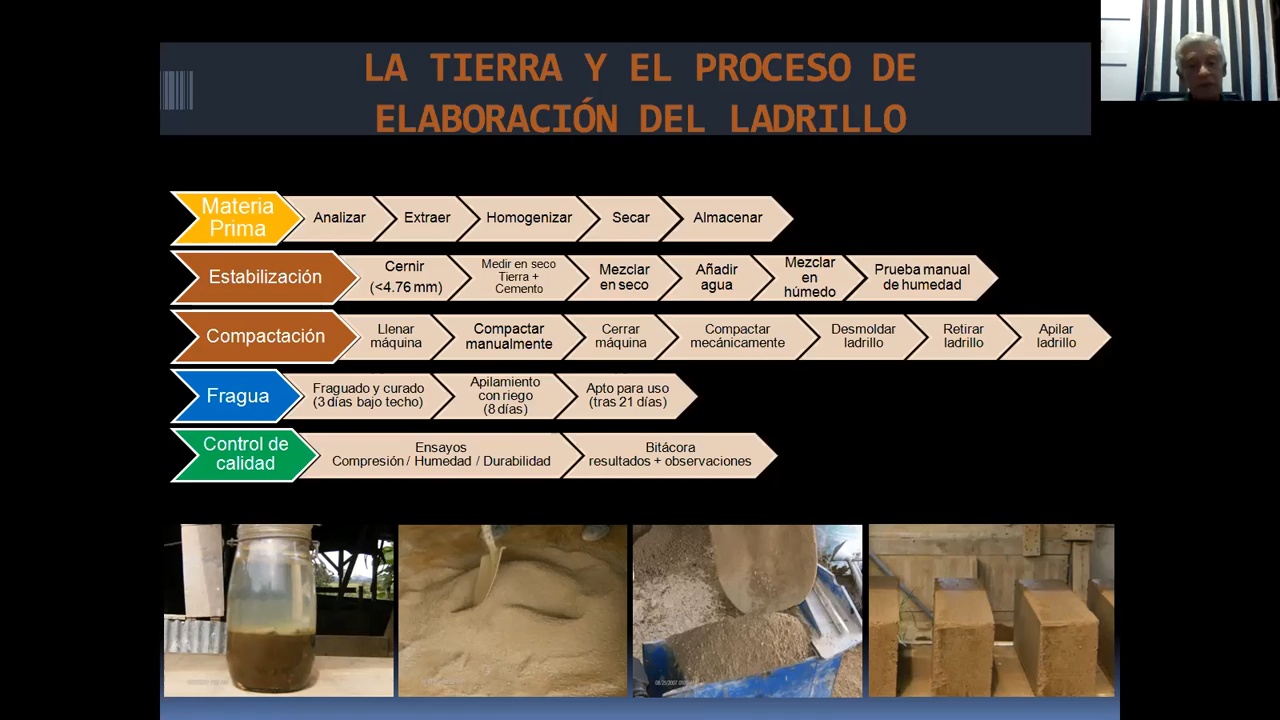 LA TIERRA Y EL PROCESO DE
ELABORACIÓN DEL LADRILLO
Materia
Prima
Analizar
Extraer
Homogenizar
Secar
Almacenar
Estabilización
Cernir
(<4.76 mm)
Medir en seco
Tierra +
Cemento
Mezclar
en seco
Añadir
agua
Mezclar
en
húmedo
Prueba manual
de humedad
Compactación
Llenar
máquina
Compactar
manualmente
Cerrar
máquina
Compactar
mecánicamente
Desmoldar
ladrillo
Retirar
ladrillo
Apilar
ladrillo
Fragua
Fraguado y curado
(3 días bajo techo)
Apilamiento
con riego
(8 días)
Apto para uso
(tras 21 días)
Control de
calidad
Ensayos
Compresión / Humedad / Durabilidad
Bitácora
resultados + observaciones